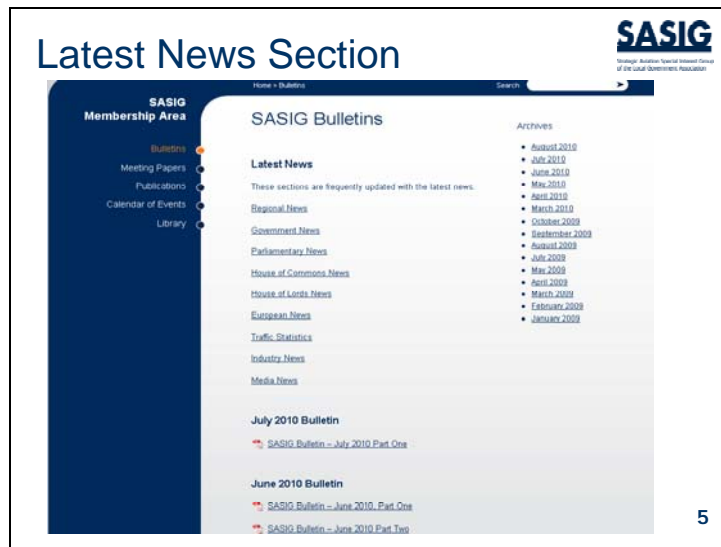 Latest News Section
SASIG
Strategic Aviation Special Interest Group
of the Local Government Association
Home > Bulletins
Search
SASIG
Membership Area
Bulletins
Meeting Papers
Publications
Calendar of Events
Library
SASIG Bulletins
Latest News
These sections are frequently updated with the latest news.
Regional News
Government News
Parliamentary News
House of Commons News
House of Lords News
European News
Traffic Statistics
Industry News
Media News
July 2010 Bulletin
SASIG Bulletin – July 2010 Part One
June 2010 Bulletin
SASIG Bulletin – June 2010, Part One
SASIG Bulletin – June 2010 Part Two
Archives
August 2010
July 2010
June 2010
May 2010
April 2010
March 2010
October 2009
September 2009
August 2009
July 2009
May 2009
April 2009
March 2009
February 2009
January 2009
5